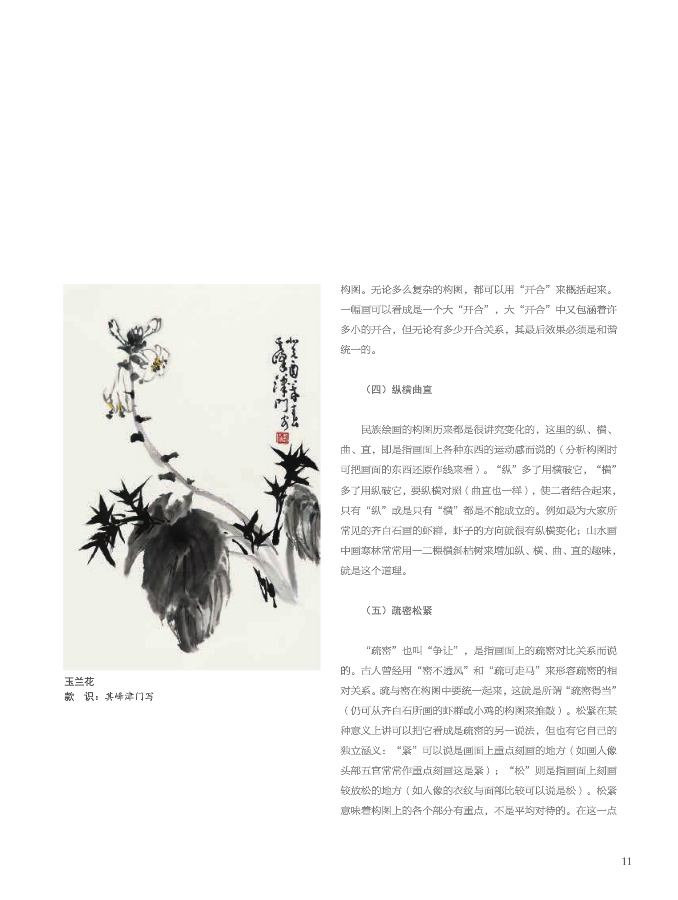 癸酉年春
其峰津门写
玉兰花
款　识：其峰津门写
构图。无论多么复杂的构图，都可以用“开合”来概括起来。
一幅画可以看成是一个大“开合”，大“开合”中又包涵着许
多小的开合，但无论有多少开合关系，其最后效果必须是和谐
统一的。
（四）纵横曲直
民族绘画的构图历来都是很讲究变化的，这里的纵、横、
曲、直，即是指画面上各种东西的运动感而说的（分析构图时
可把画面的东西还原作线来看）。“纵”多了用横破它，“横”
多了用纵破它，要纵横对照（曲直也一样），使二者结合起来，
只有“纵”或是只有“横”都是不能成立的。例如最为大家所
常见的齐白石画的虾群，虾子的方向就很有纵横变化；山水画
中画寒林常常用一二棵横斜枯树来增加纵、横、曲、直的趣味，
就是这个道理。
（五）疏密松紧
“疏密”也叫“争让”，是指画面上的疏密对比关系而说
的。古人曾经用“密不透风”和“疏可走马”来形容疏密的相
对关系。疏与密在构图中要统一起来，这就是所谓“疏密得当”
（仍可从齐白石所画的虾群或小鸡的构图来推敲）。松紧在某
种意义上讲可以把它看成是疏密的另一说法，但也有它自己的
独立涵义：“紧”可以说是画面上重点刻画的地方（如画人像
头部五官常常作重点刻画这是紧）；“松”则是指画面上刻画
较放松的地方（如人像的衣纹与面部比较可以说是松）。松紧
意味着构图上的各个部分有重点，不是平均对待的。在这一点
11